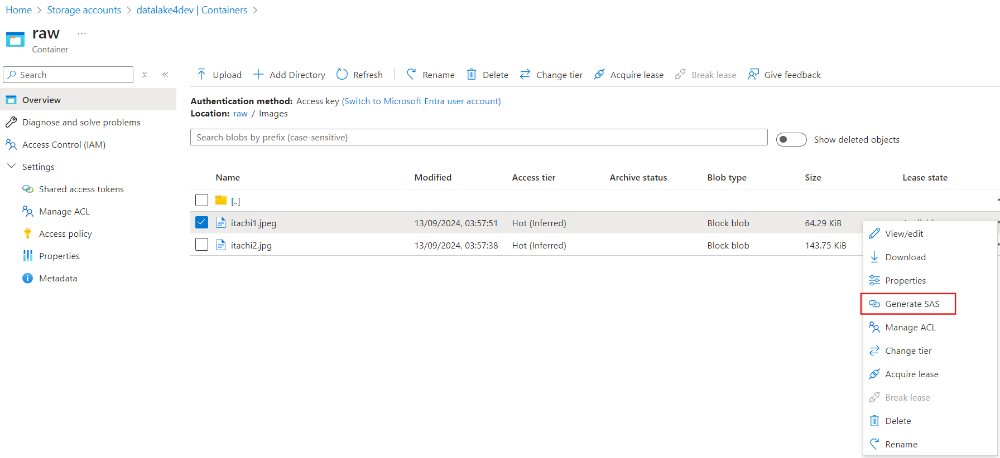 Home > Storage accounts > datalake4dev | Containers >
raw ...
Container
Search
Overview
Diagnose and solve problems
Access Control (IAM)
Settings
Shared access tokens
Manage ACL
Access policy
Properties
Metadata
Upload Add Directory Refresh Rename Delete Change tier Acquire lease Break lease Give feedback
Authentication method: Access key (Switch to Microsoft Entra user account)
Location: raw / Images
Search blobs by prefix (case-sensitive)
Show deleted objects
Name Modified Access tier Archive status Blob type Size Lease state
[..]
itachi1.jpeg 13/09/2024, 03:57:51 Hot (Inferred) Block blob 64.29 KiB
itachi2.jpg 13/09/2024, 03:57:38 Hot (Inferred) Block blob 143.75 KiB
View/edit
Download
Properties
Generate SAS
Manage ACL
Change tier
Acquire lease
Break lease
Delete
Rename